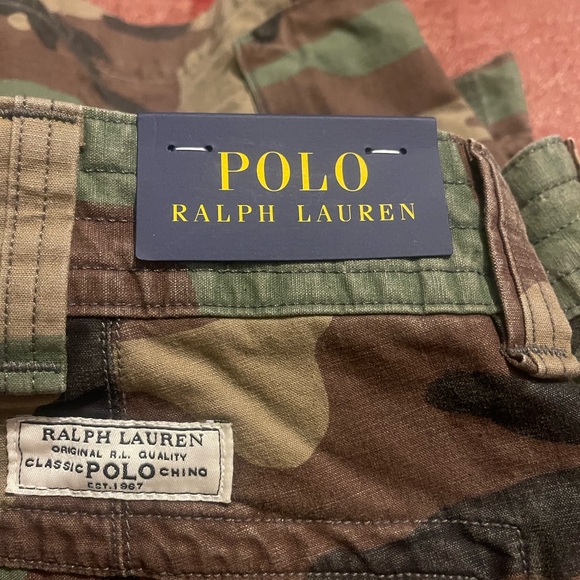 POLO
RALPH LAUREN
RALPH LAUREN
ORIGINAL R.L. QUALITY
CLASSIC POLO CHINO
EST. 1967